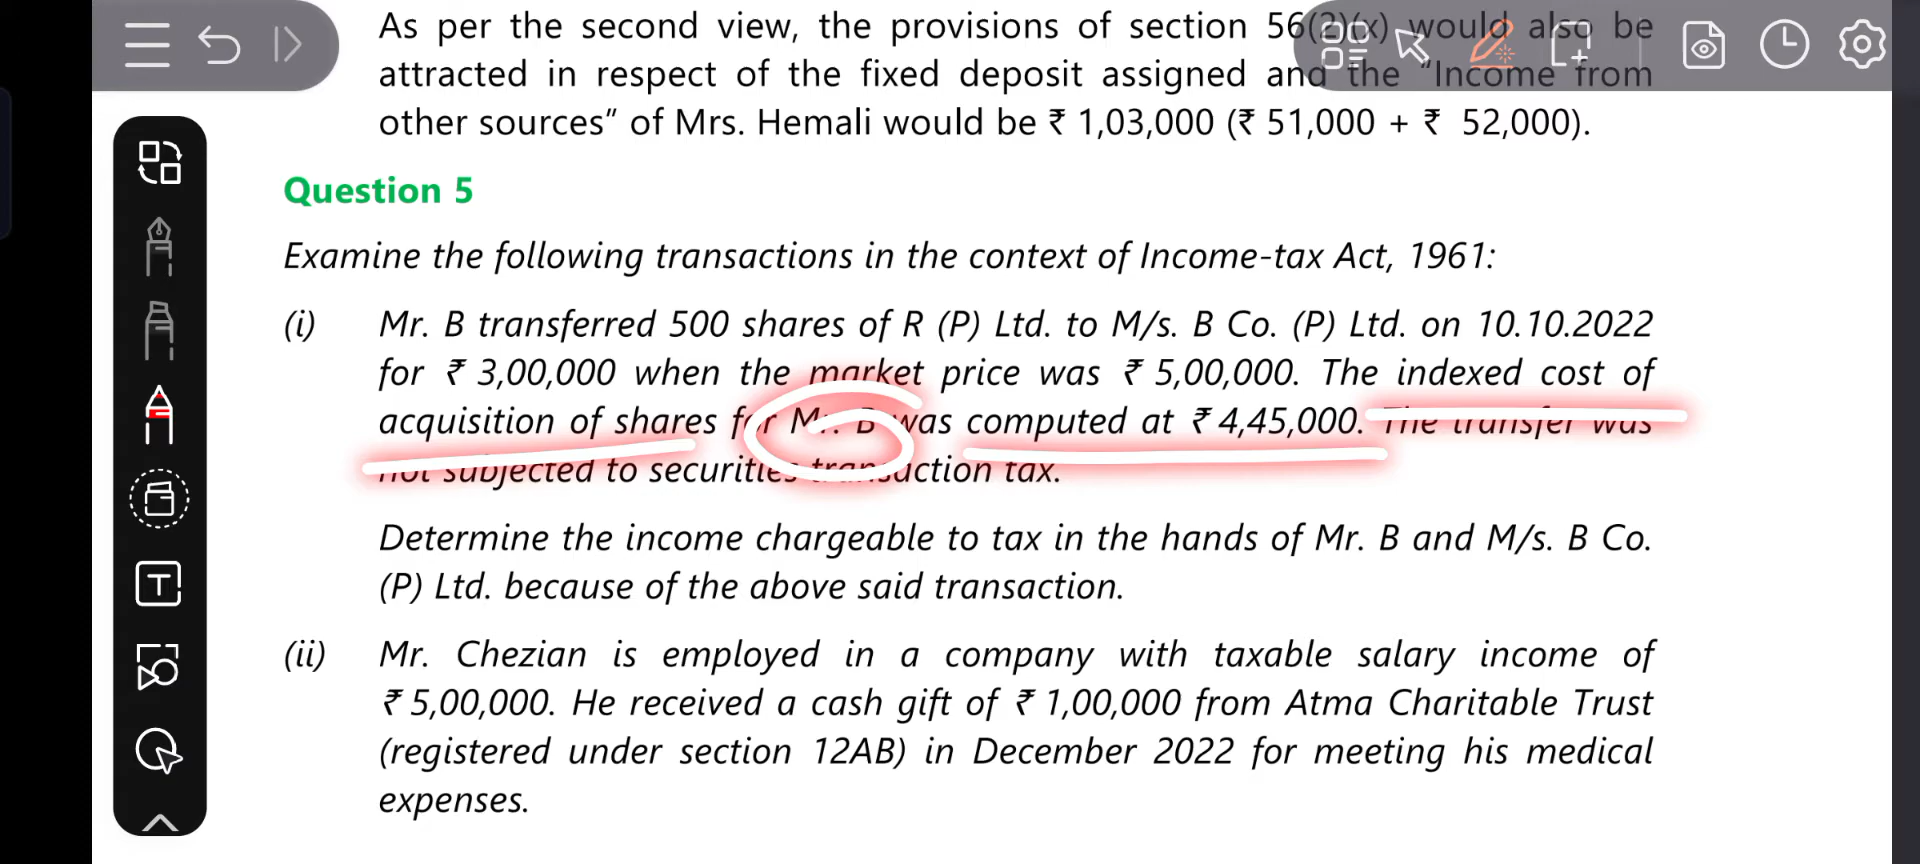 As per the second view, the provisions of section 56(2)(x) would also be
attracted in respect of the fixed deposit assigned and the "Income from
other sources" of Mrs. Hemali would be ₹ 1,03,000 (₹ 51,000 + ₹ 52,000).
Question 5
Examine the following transactions in the context of Income-tax Act, 1961:
(i) Mr. B transferred 500 shares of R (P) Ltd. to M/s. B Co. (P) Ltd. on 10.10.2022
for ₹ 3,00,000 when the market price was ₹ 5,00,000. The indexed cost of
acquisition of shares for Mr. B was computed at ₹ 4,45,000. The transfer was
not subjected to securities transaction tax.
Determine the income chargeable to tax in the hands of Mr. B and M/s. B Co.
(P) Ltd. because of the above said transaction.
(ii) Mr. Chezian is employed in a company with taxable salary income of
₹ 5,00,000. He received a cash gift of ₹ 1,00,000 from Atma Charitable Trust
(registered under section 12AB) in December 2022 for meeting his medical
expenses.